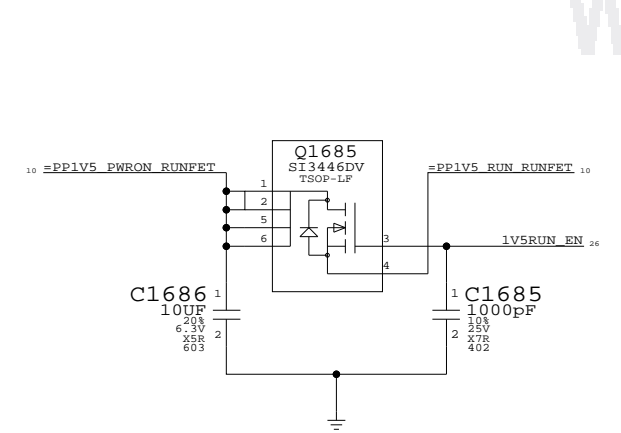 Q1685
SI3446DV
TSOP-LF
10 =PP1V5_PWRON_RUNFET
=PP1V5_RUN_RUNFET 10
1
2
5
6
3
1V5RUN_EN 26
4
C1686 1
10UF
20%
6.3V
X5R
603
2
1 C1685
1000pF
10%
25V
X7R
402
2